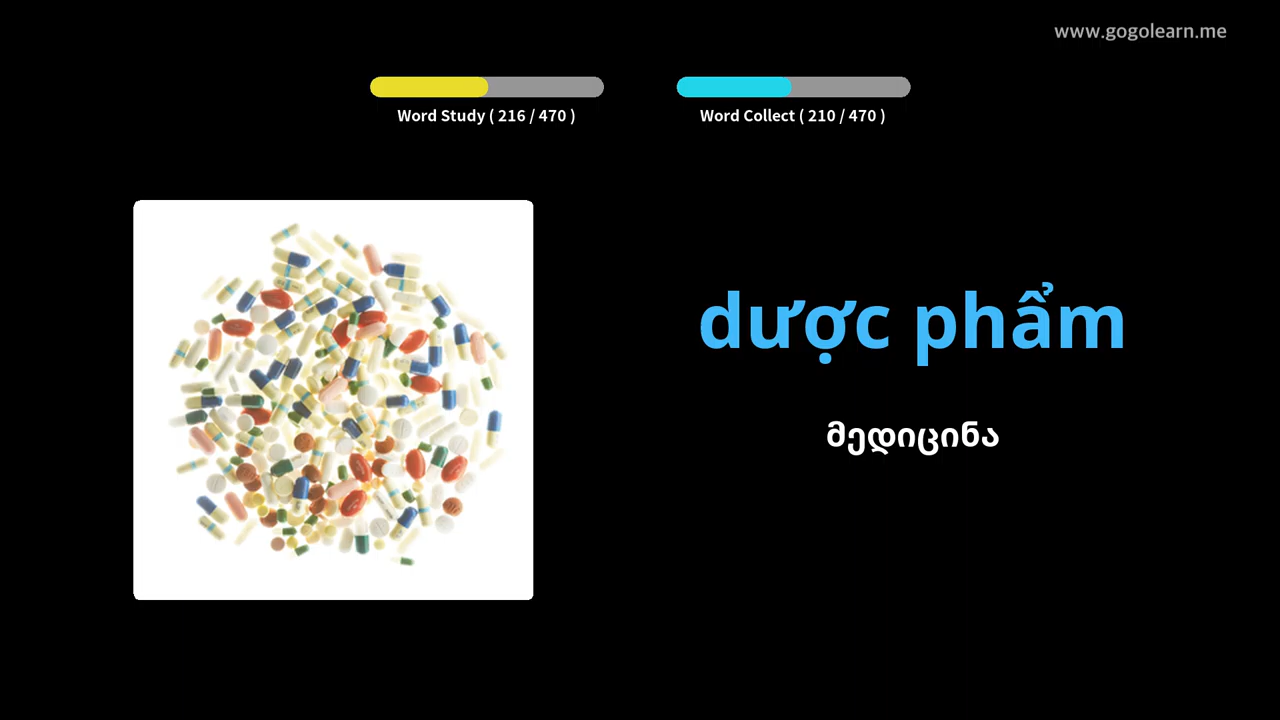 www.gogolearn.me
Word Study ( 216 / 470 )
Word Collect ( 210 / 470 )
dược phẩm
მედიცინა